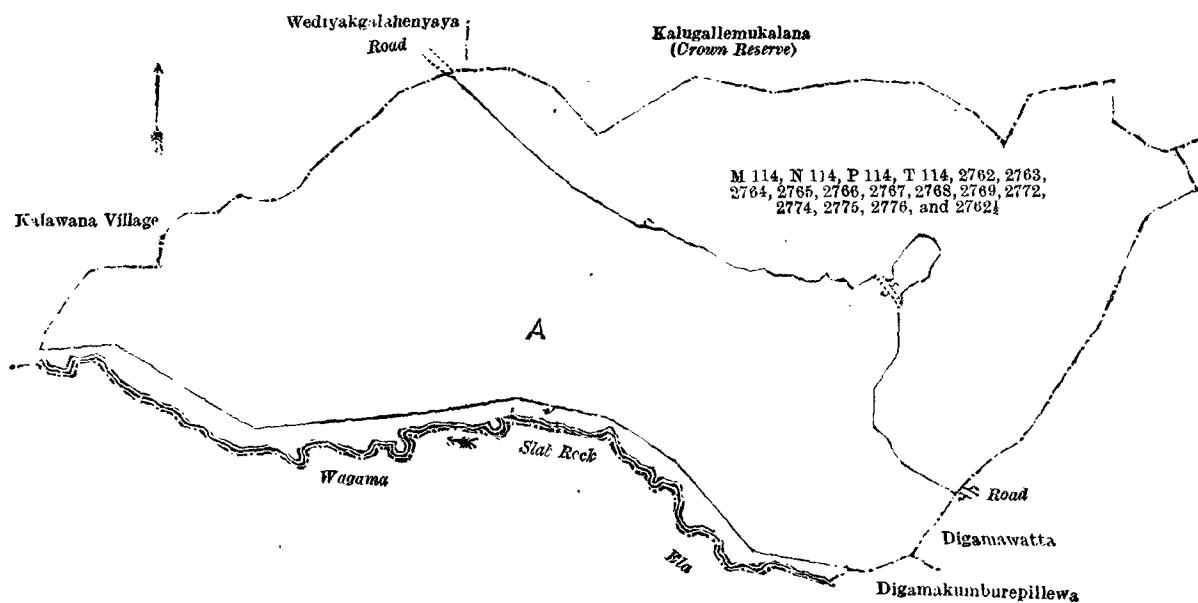 Wediyakgalahenyaya
Road
Kalugallemukalana
(Crown Reserve)
M 114, N 114, P 114, T 114, 2762, 2763,
2764, 2765, 2766, 2767, 2768, 2769, 2772,
2774, 2775, 2776, and 2762½
Kalawana Village
A
Slab Rock
Wagama
Road
Ela
Digamawatta
Digamakumburepillewa